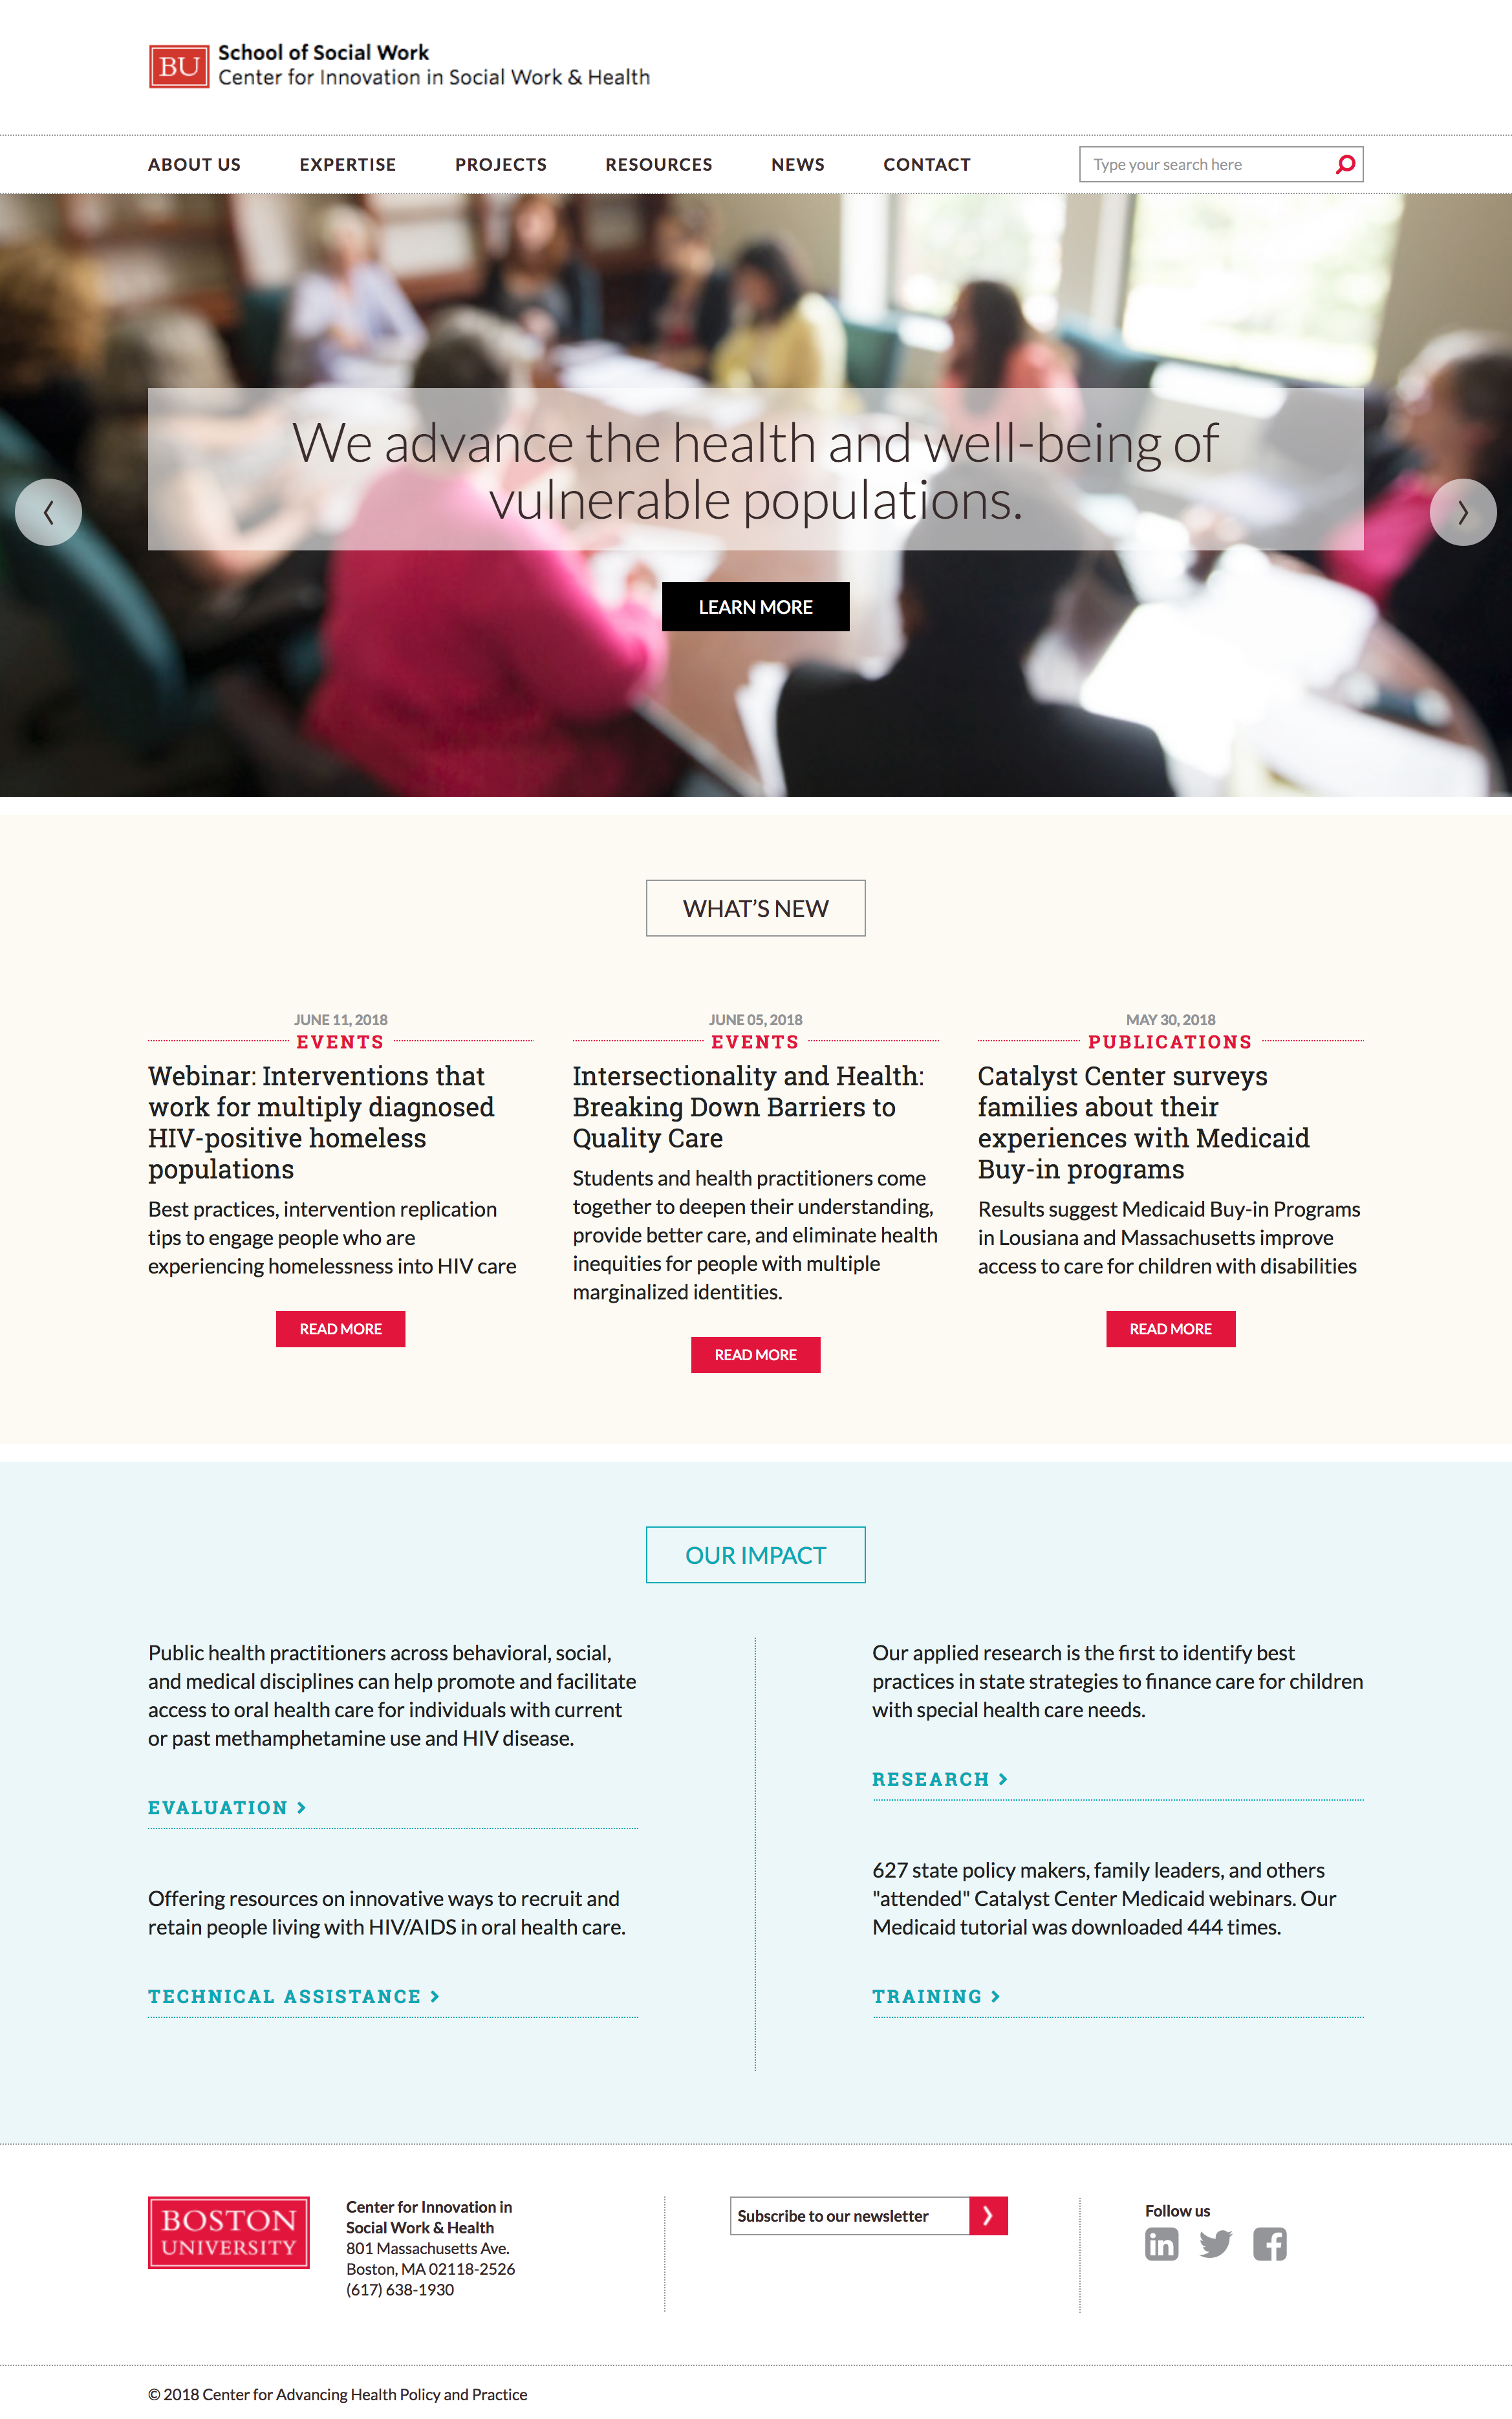 BU
School of Social Work
Center for Innovation in Social Work & Health
ABOUT US
EXPERTISE
PROJECTS
RESOURCES
NEWS
CONTACT
Type your search here
We advance the health and well-being of
vulnerable populations.
LEARN MORE
WHAT'S NEW
JUNE 11, 2018
EVENTS
Webinar: Interventions that
work for multiply diagnosed
HIV-positive homeless
populations
Best practices, intervention replication
tips to engage people who are
experiencing homelessness into HIV care
READ MORE
JUNE 05, 2018
EVENTS
Intersectionality and Health:
Breaking Down Barriers to
Quality Care
Students and health practitioners come
together to deepen their understanding,
provide better care, and eliminate health
inequities for people with multiple
marginalized identities.
READ MORE
MAY 30, 2018
PUBLICATIONS
Catalyst Center surveys
families about their
experiences with Medicaid
Buy-in programs
Results suggest Medicaid Buy-in Programs
in Lousiana and Massachusetts improve
access to care for children with disabilities
READ MORE
OUR IMPACT
Public health practitioners across behavioral, social,
and medical disciplines can help promote and facilitate
access to oral health care for individuals with current
or past methamphetamine use and HIV disease.
EVALUATION >
Offering resources on innovative ways to recruit and
retain people living with HIV/AIDS in oral health care.
TECHNICAL ASSISTANCE >
Our applied research is the first to identify best
practices in state strategies to finance care for children
with special health care needs.
RESEARCH >
627 state policy makers, family leaders, and others
"attended" Catalyst Center Medicaid webinars. Our
Medicaid tutorial was downloaded 444 times.
TRAINING >
BOSTON
UNIVERSITY
Center for Innovation in
Social Work & Health
801 Massachusetts Ave.
Boston, MA 02118-2526
(617) 638-1930
Subscribe to our newsletter
Follow us
© 2018 Center for Advancing Health Policy and Practice